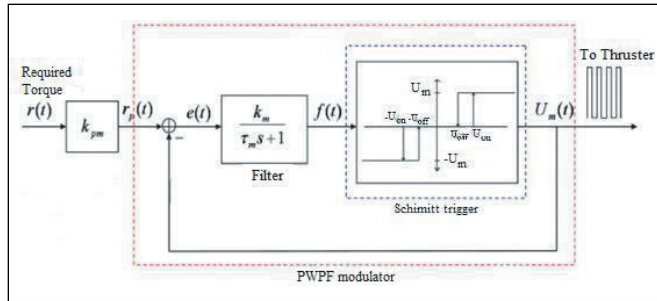 Required
Torque
r(t)
k_pm
r_p(t)
−
e(t)
k_m
τ_m s+1
Filter
f(t)
U_m
-U_on -U_off
U_off U_on
-U_m
Schimitt trigger
U_m(t)
To Thruster
PWPF modulator